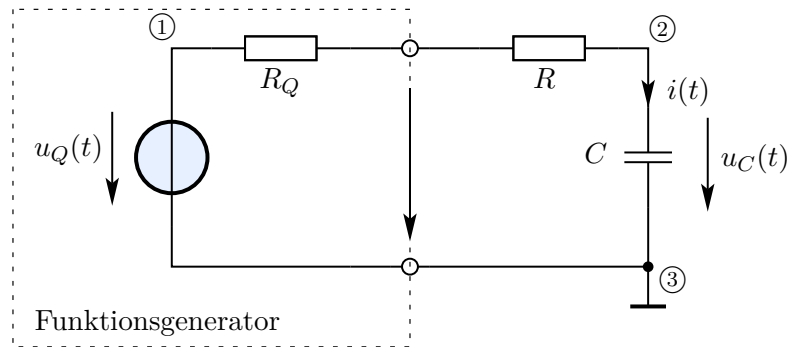 ①
②
R_Q
R
i(t)
u_Q(t)
C
u_C(t)
③
Funktionsgenerator